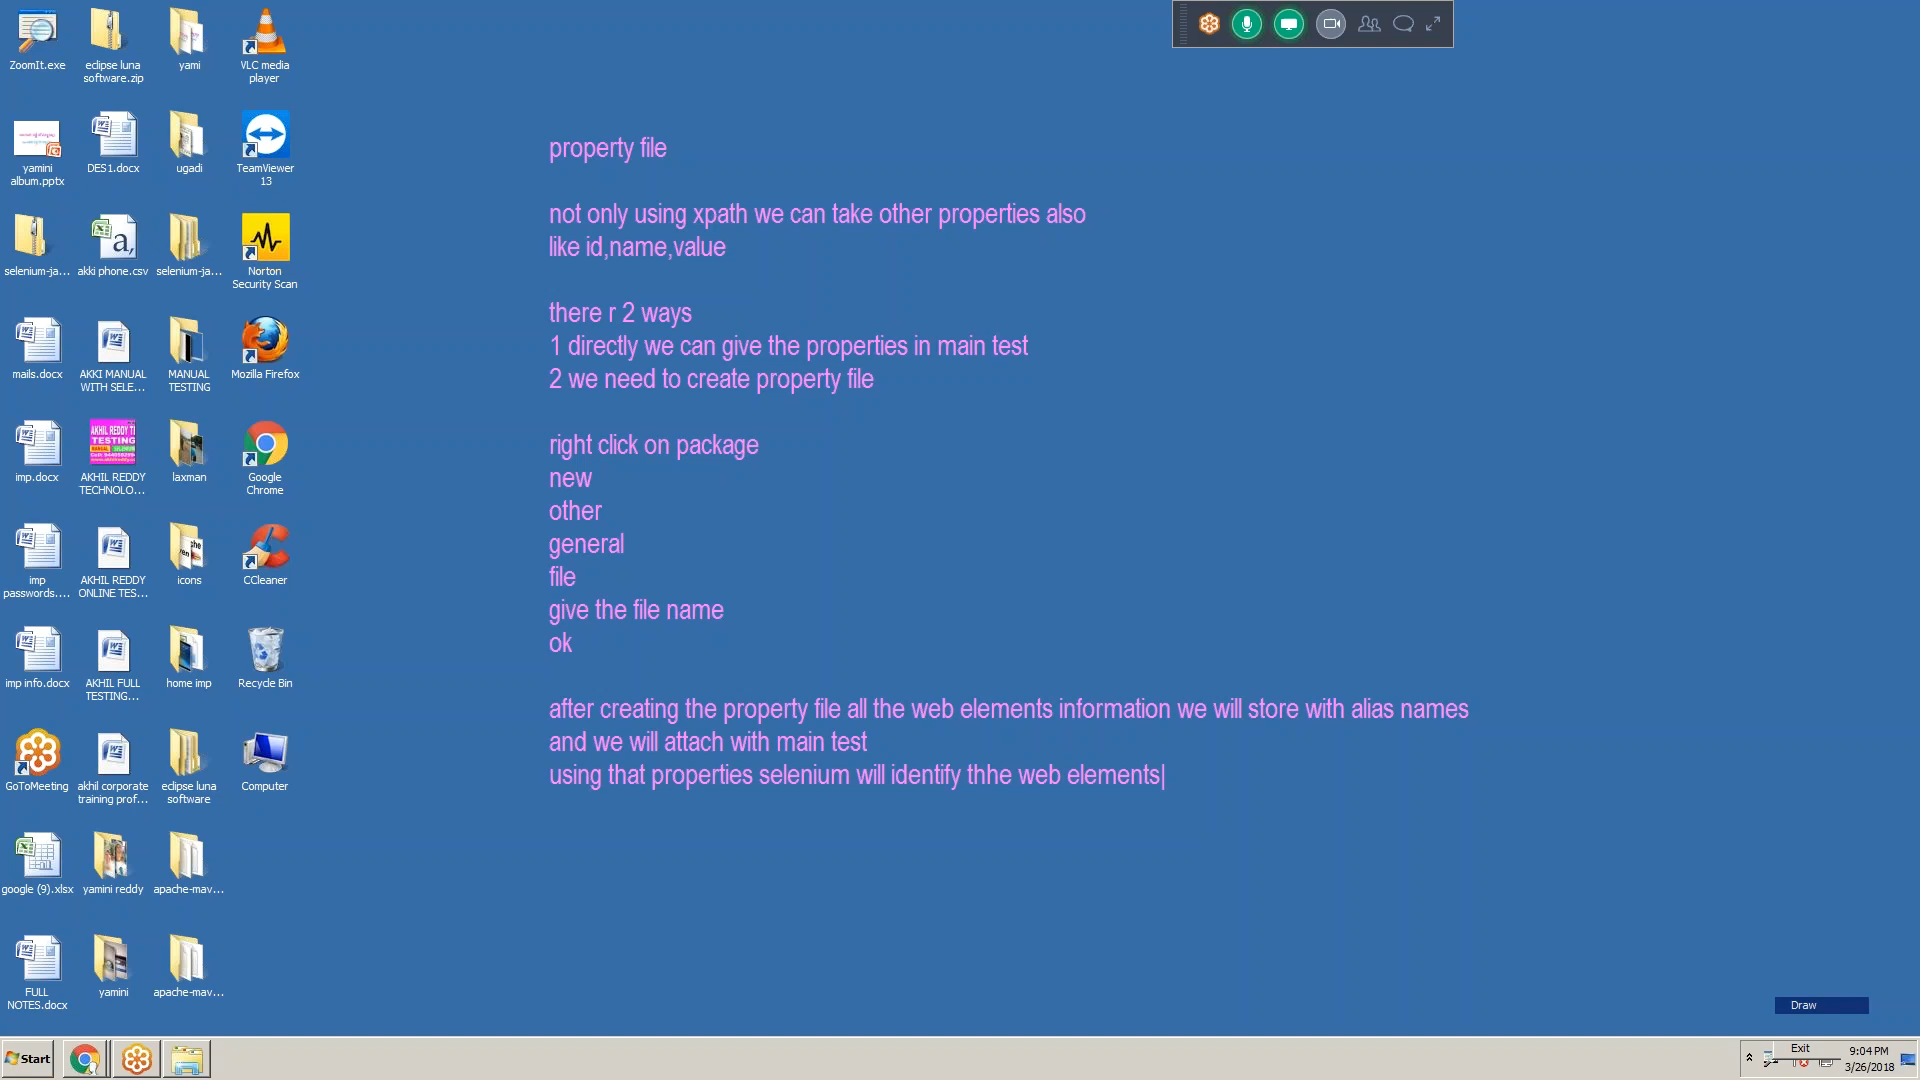 ZoomIt.exe
eclipse luna
software.zip
yami
VLC media
player
yamini
album.pptx
DES1.docx
ugadi
TeamViewer
13
selenium-ja...
akki phone.csv
selenium-ja...
Norton
Security Scan
mails.docx
AKKI MANUAL
WITH SELE...
MANUAL
TESTING
Mozilla Firefox
imp.docx
AKHIL REDDY
TECHNOLO...
laxman
Google
Chrome
imp
passwords....
AKHIL REDDY
ONLINE TES...
icons
CCleaner
imp info.docx
AKHIL FULL
TESTING...
home imp
Recycle Bin
GoToMeeting
akhil corporate
training prof...
eclipse luna
software
Computer
google (9).xlsx
yamini reddy
apache-mav...
FULL
NOTES.docx
yamini
apache-mav...
property file
not only using xpath we can take other properties also
like id,name,value
there r 2 ways
1 directly we can give the properties in main test
2 we need to create property file
right click on package
new
other
general
file
give the file name
ok
after creating the property file all the web elements information we will store with alias names
and we will attach with main test
using that properties selenium will identify thhe web elements
Draw
Start
Exit
9:04 PM
3/26/2018